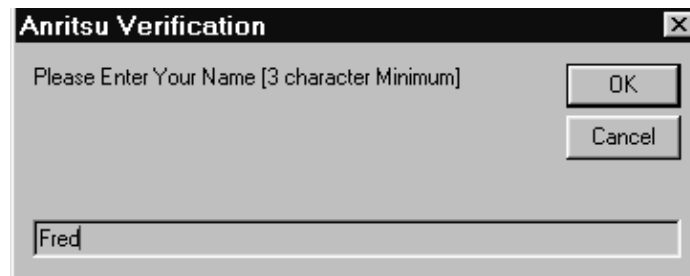 Anritsu Verification
Please Enter Your Name [3 character Minimum]
OK
Cancel
Fred